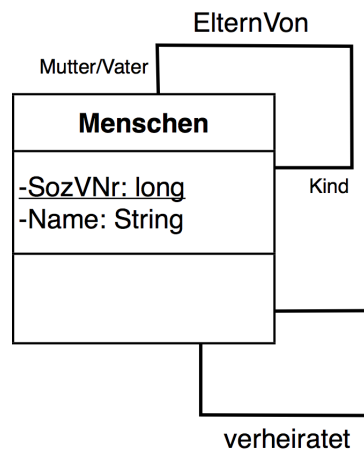 ElternVon
Mutter/Vater
Menschen
-SozVNr: long
-Name: String
Kind
verheiratet